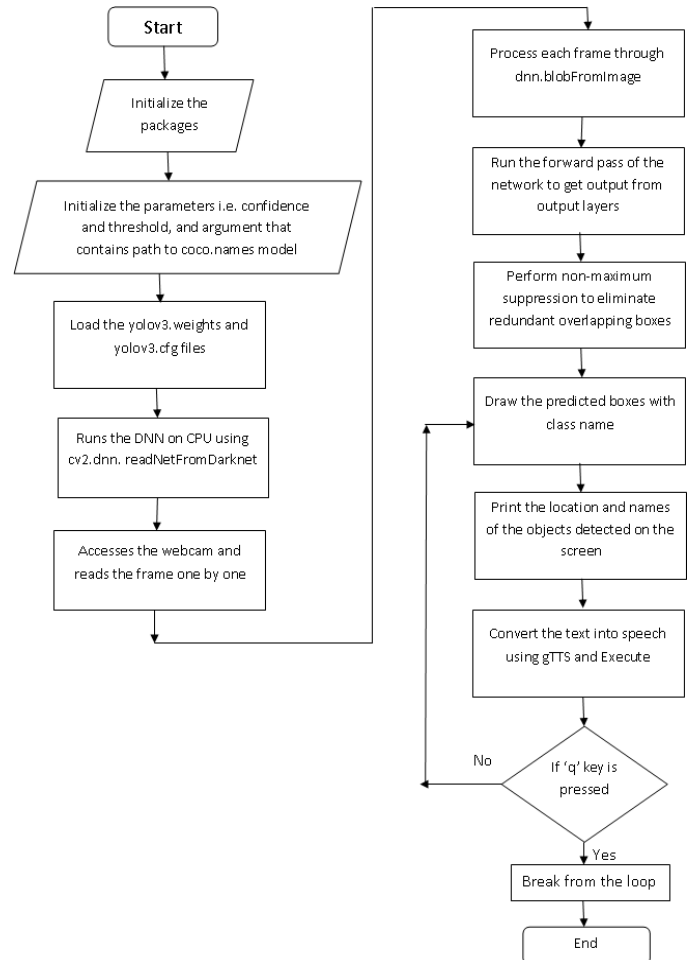 Start
Initialize the
packages
Initialize the parameters i.e. confidence
and threshold, and argument that
contains path to coco.names model
Load the yolov3.weights and
yolov3.cfg files
Runs the DNN on CPU using
cv2.dnn. readNetFromDarknet
Accesses the webcam and
reads the frame one by one
Process each frame through
dnn.blobFromImage
Run the forward pass of the
network to get output from
output layers
Perform non-maximum
suppression to eliminate
redundant overlapping boxes
Draw the predicted boxes with
class name
Print the location and names
of the objects detected on the
screen
Convert the text into speech
using gTTS and Execute
If ‘q’ key is
pressed
No
Yes
Break from the loop
End